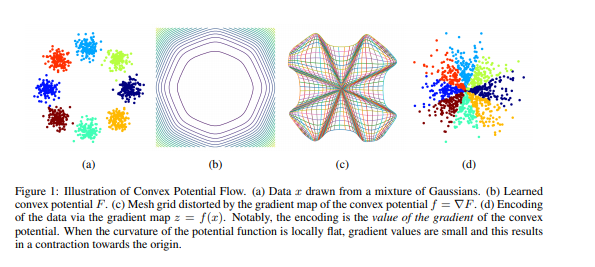 (a) (b) (c) (d)
Figure 1: Illustration of Convex Potential Flow. (a) Data x drawn from a mixture of Gaussians. (b) Learned
convex potential F. (c) Mesh grid distorted by the gradient map of the convex potential f = ∇F. (d) Encoding
of the data via the gradient map z = f(x). Notably, the encoding is the value of the gradient of the convex
potential. When the curvature of the potential function is locally flat, gradient values are small and this results
in a contraction towards the origin.